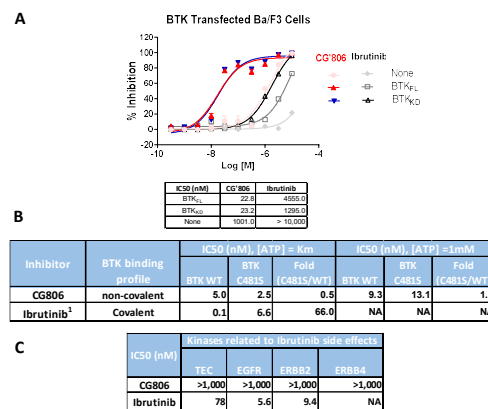 A
BTK Transfected Ba/F3 Cells
% Inhibition
100
80
60
40
20
0
-10
-8
-6
-4
-2
Log [M]
CG'806 Ibrutinib
None
BTKFL
BTKKD
IC50 (nM) CG'806 Ibrutinib
BTKFL 22.8 4555.0
BTKKD 23.2 1295.0
None 1001.0 > 10,000
B
Inhibitor BTK binding profile IC50 (nM), [ATP] = Km IC50 (nM), [ATP] =1mM
BTK WT BTK C481S Fold (C481S/WT) BTK WT BTK C481S Fold (C481S/WT)
CG806 non-covalent 5.0 2.5 0.5 9.3 13.1 1.
Ibrutinib1 Covalent 0.1 6.6 66.0 NA NA NA
C
IC50 (nM) Kinases related to Ibrutinib side effects
TEC EGFR ERBB2 ERBB4
CG806 >1,000 >1,000 >1,000 >1,000
Ibrutinib 78 5.6 9.4 NA